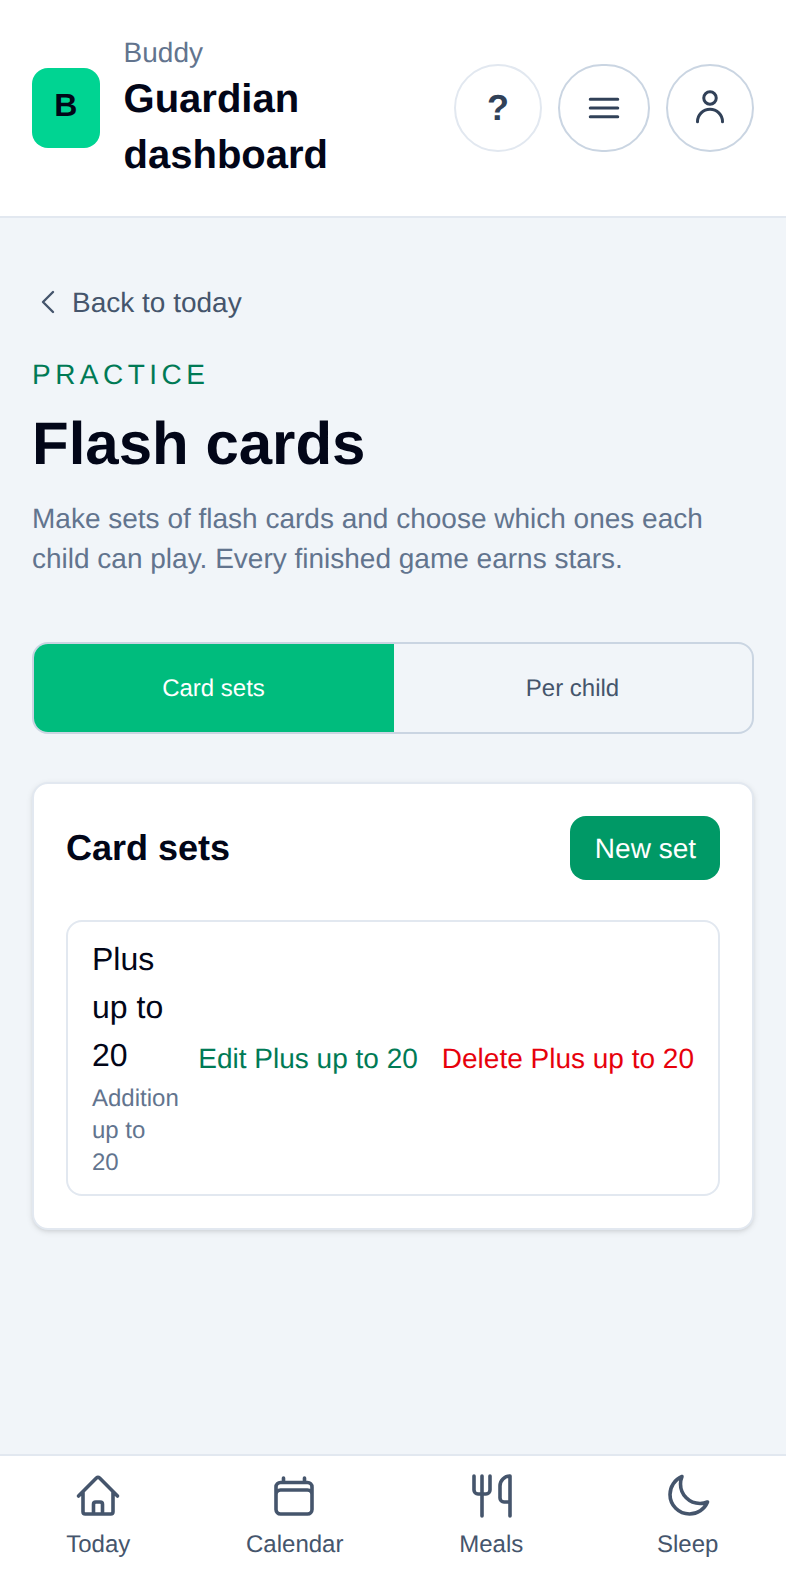 B
Buddy
Guardian
dashboard
?
Back to today
PRACTICE
Flash cards
Make sets of flash cards and choose which ones each
child can play. Every finished game earns stars.
Card sets
Per child
Card sets
New set
Plus
up to
20
Addition
up to
20
Edit Plus up to 20
Delete Plus up to 20
Today
Calendar
Meals
Sleep